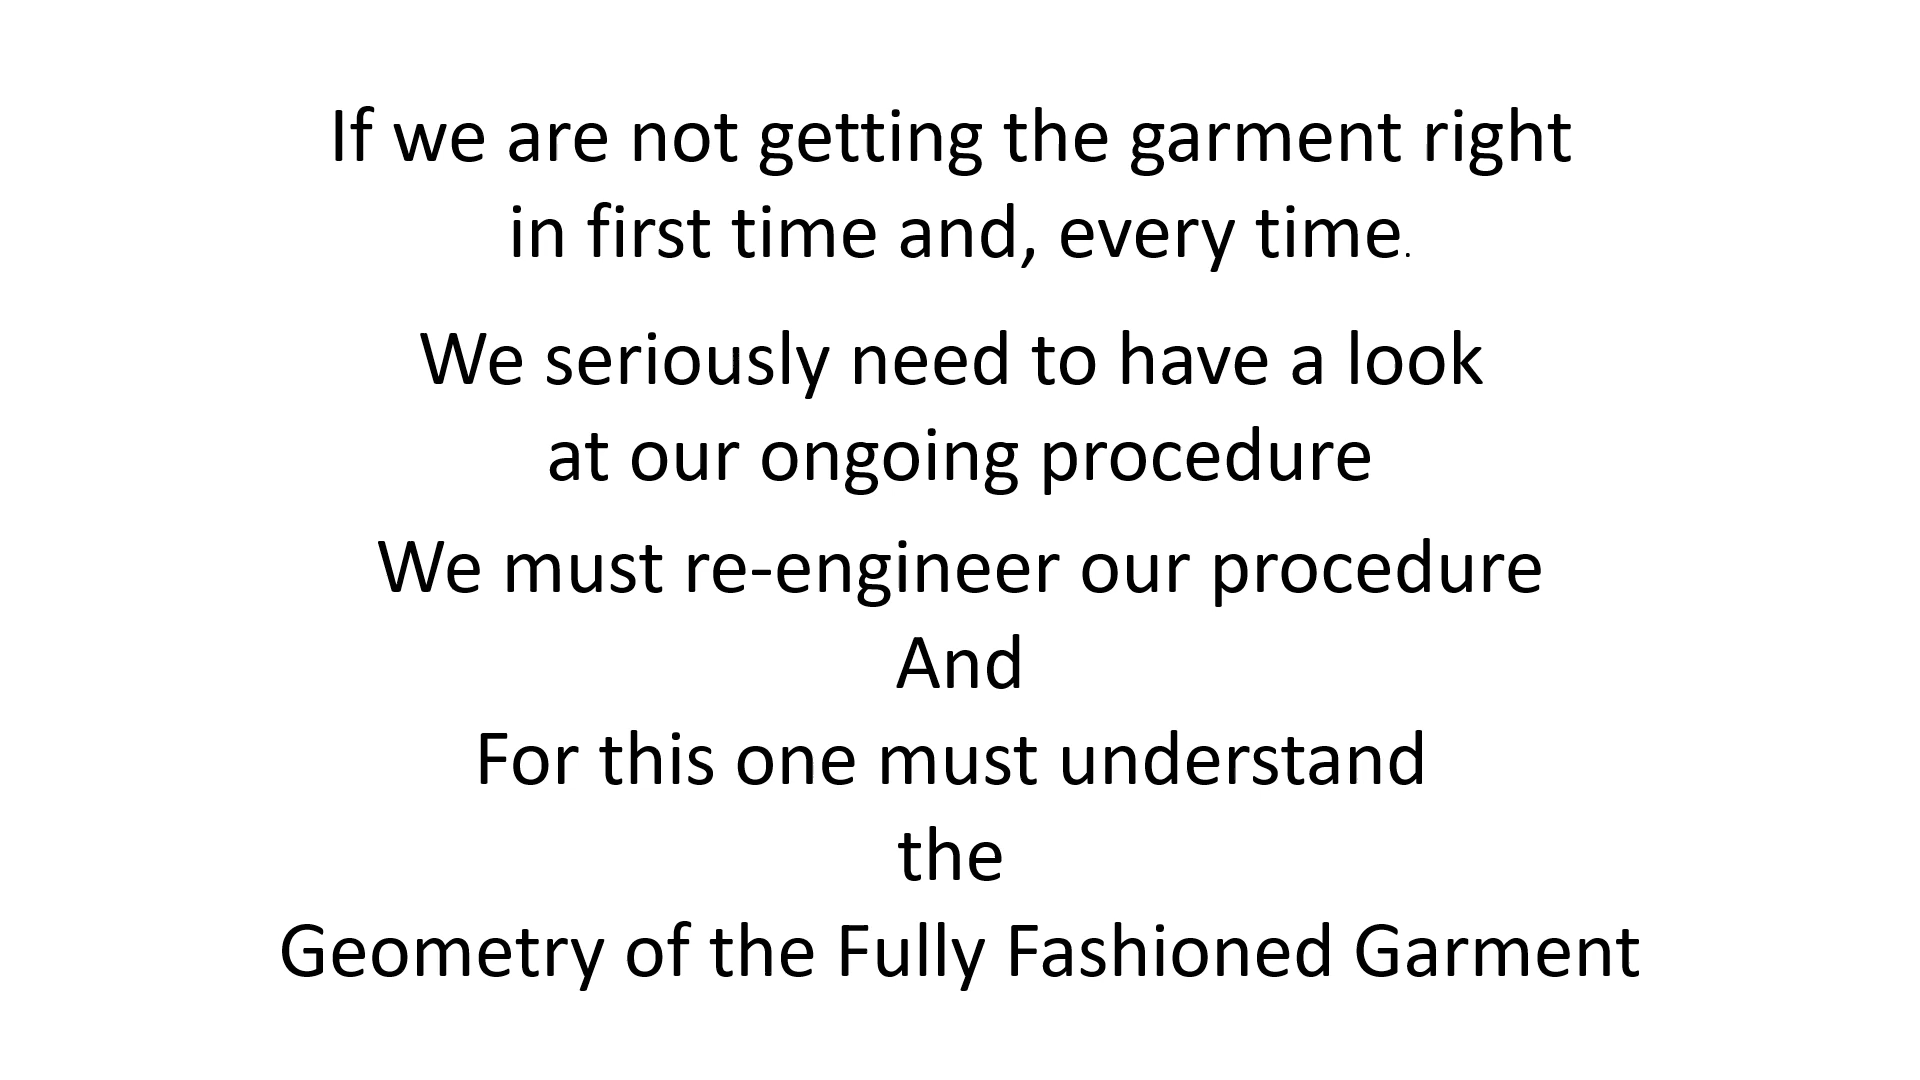 If we are not getting the garment right
in first time and, every time.
We seriously need to have a look
at our ongoing procedure
We must re-engineer our procedure
And
For this one must understand
the
Geometry of the Fully Fashioned Garment